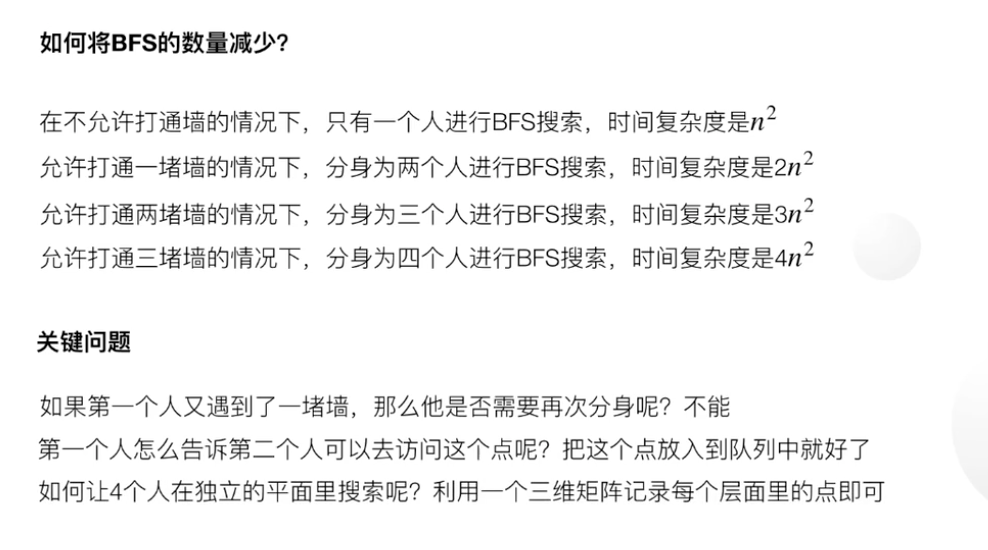 如何将BFS的数量减少？
在不允许打通墙的情况下，只有一个人进行BFS搜索，时间复杂度是n²
允许打通一堵墙的情况下，分身为两个人进行BFS搜索，时间复杂度是2n²
允许打通两堵墙的情况下，分身为三个人进行BFS搜索，时间复杂度是3n²
允许打通三堵墙的情况下，分身为四个人进行BFS搜索，时间复杂度是4n²
关键问题
如果第一个人又遇到了一堵墙，那么他是否需要再次分身呢？不能
第一个人怎么告诉第二个人可以去访问这个点呢？把这个点放入到队列中就好了
如何让4个人在独立的平面里搜索呢？利用一个三维矩阵记录每个层面里的点即可